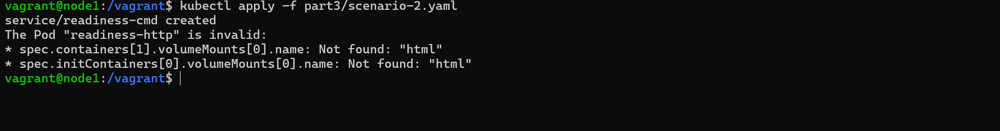 vagrant@node1:/vagrant$ kubectl apply -f part3/scenario-2.yaml
service/readiness-cmd created
The Pod "readiness-http" is invalid:
* spec.containers[1].volumeMounts[0].name: Not found: "html"
* spec.initContainers[0].volumeMounts[0].name: Not found: "html"
vagrant@node1:/vagrant$